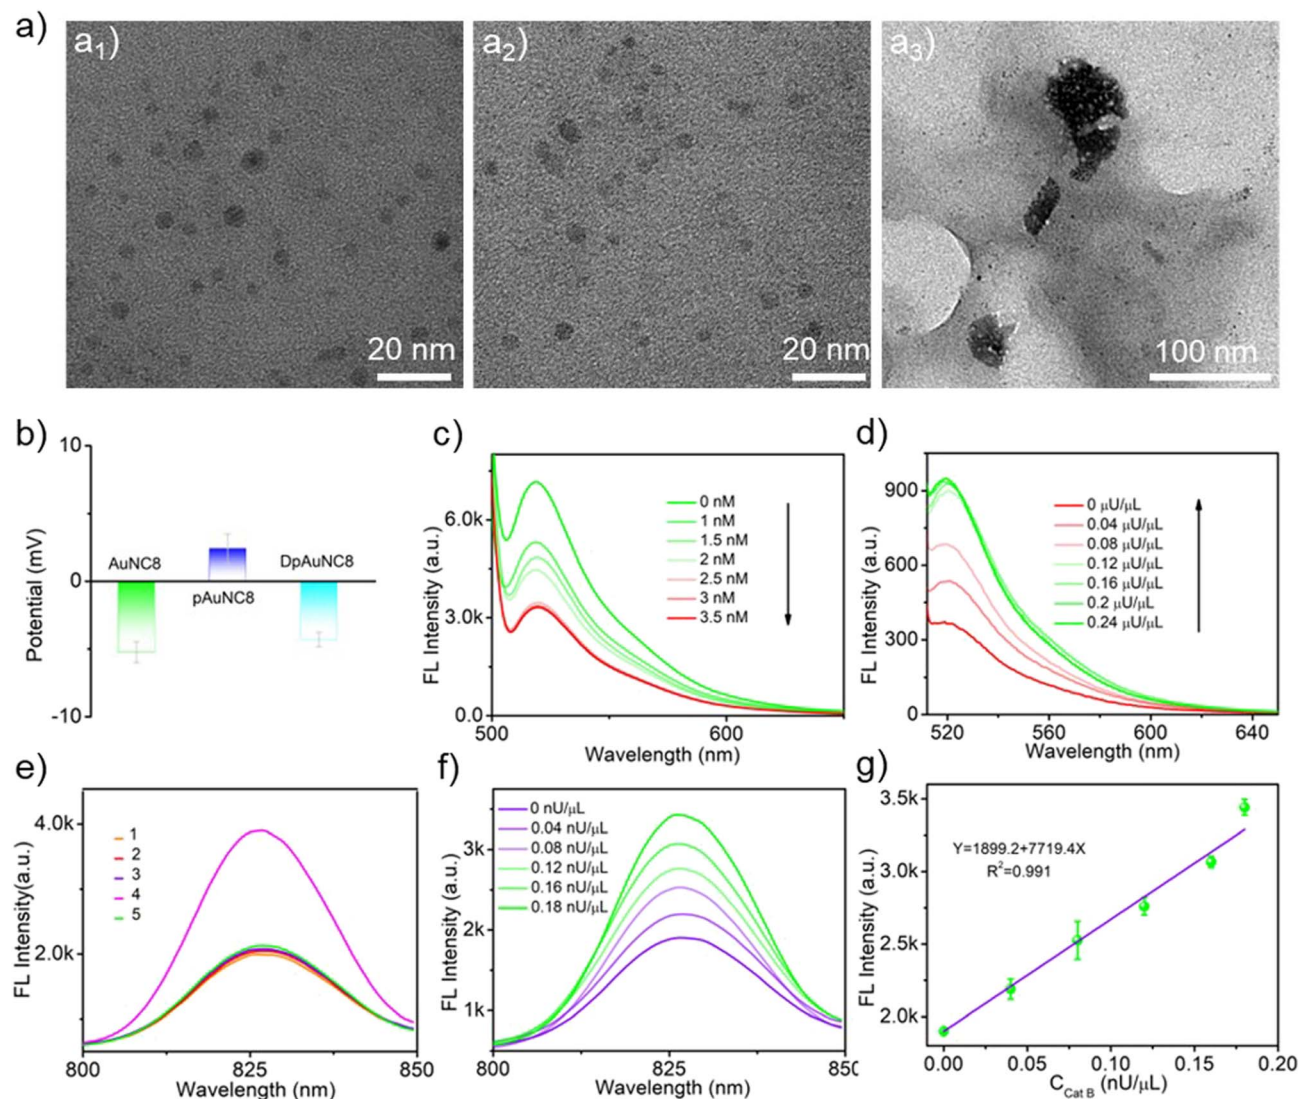 a)
a₁)
a₂)
a₃)
20 nm
20 nm
100 nm
b)
10
0
-10
Potential (mV)
AuNC8
pAuNC8
DpAuNC8
c)
FL Intensity (a.u.)
6.0k
3.0k
0.0
500
600
Wavelength (nm)
0 nM
1 nM
1.5 nM
2 nM
2.5 nM
3 nM
3.5 nM
d)
FL Intensity (a.u.)
900
600
300
0
520
560
600
640
Wavelength (nm)
0 μU/μL
0.04 μU/μL
0.08 μU/μL
0.12 μU/μL
0.16 μU/μL
0.2 μU/μL
0.24 μU/μL
e)
FL Intensity(a.u.)
4.0k
2.0k
800
825
850
Wavelength (nm)
1
2
3
4
5
f)
FL Intensity (a.u.)
3k
2k
1k
800
825
85
Wavelength (nm)
0 nU/μL
0.04 nU/μL
0.08 nU/μL
0.12 nU/μL
0.16 nU/μL
0.18 nU/μL
g)
FL Intensity (a.u.)
3.5k
3.0k
2.5k
2.0k
0.00
0.05
0.10
0.15
0.20
C Cat B (nU/μL)
Y=1899.2+7719.4X
R²=0.991